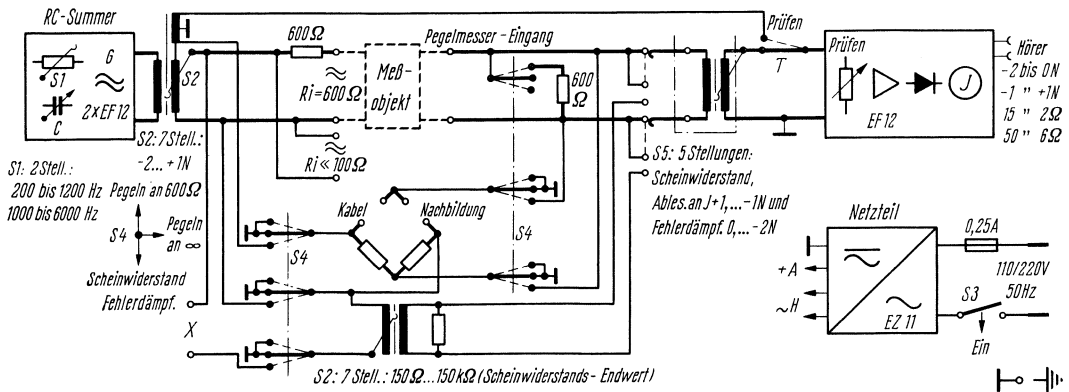 RC-Summer
S1
C
G
2×EF12
S2
S2: 7 Stell.:
-2...+1N
600Ω
Ri=600Ω
Ri≪100Ω
Meß-
objekt
Pegelmesser-Eingang
600
Ω
Prüfen
T
Prüfen
EF12
J
Hörer
-2 bis 0N
-1 " +1N
15 " 2Ω
50 " 6Ω
S1: 2 Stell.:
200 bis 1200 Hz
1000 bis 6000 Hz
Pegeln an 600Ω
S4
Pegeln
an ∞
Scheinwiderstand
Fehlerdämpf.
X
S4
Kabel
Nachbildung
S4
S5: 5 Stellungen:
Scheinwiderstand,
Ables. an J+1,...-1N und
Fehlerdämpf. 0,...-2N
S2: 7 Stell.: 150Ω...150kΩ (Scheinwiderstands-Endwert)
Netzteil
+A
~H
EZ 11
0,25A
110/220V
50Hz
S3
Ein